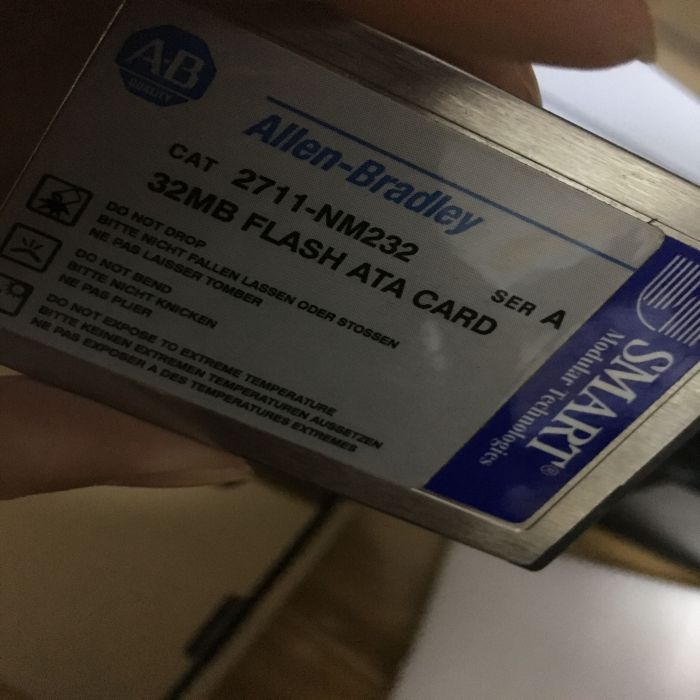 A·B
QUALITY
Allen-Bradley
CAT 2711-NM232
SER A
32MB FLASH ATA CARD
DO NOT DROP
BITTE NICHT FALLEN LASSEN ODER STOSSEN
NE PAS LAISSER TOMBER
DO NOT BEND
BITTE NICHT KNICKEN
NE PAS PLIER
DO NOT EXPOSE TO EXTREME TEMPERATURE
BITTE KEINEN EXTREMEN TEMPERATUREN AUSSETZEN
NE PAS EXPOSER A DES TEMPERATURES EXTREMES
SMART®
Modular Technologies